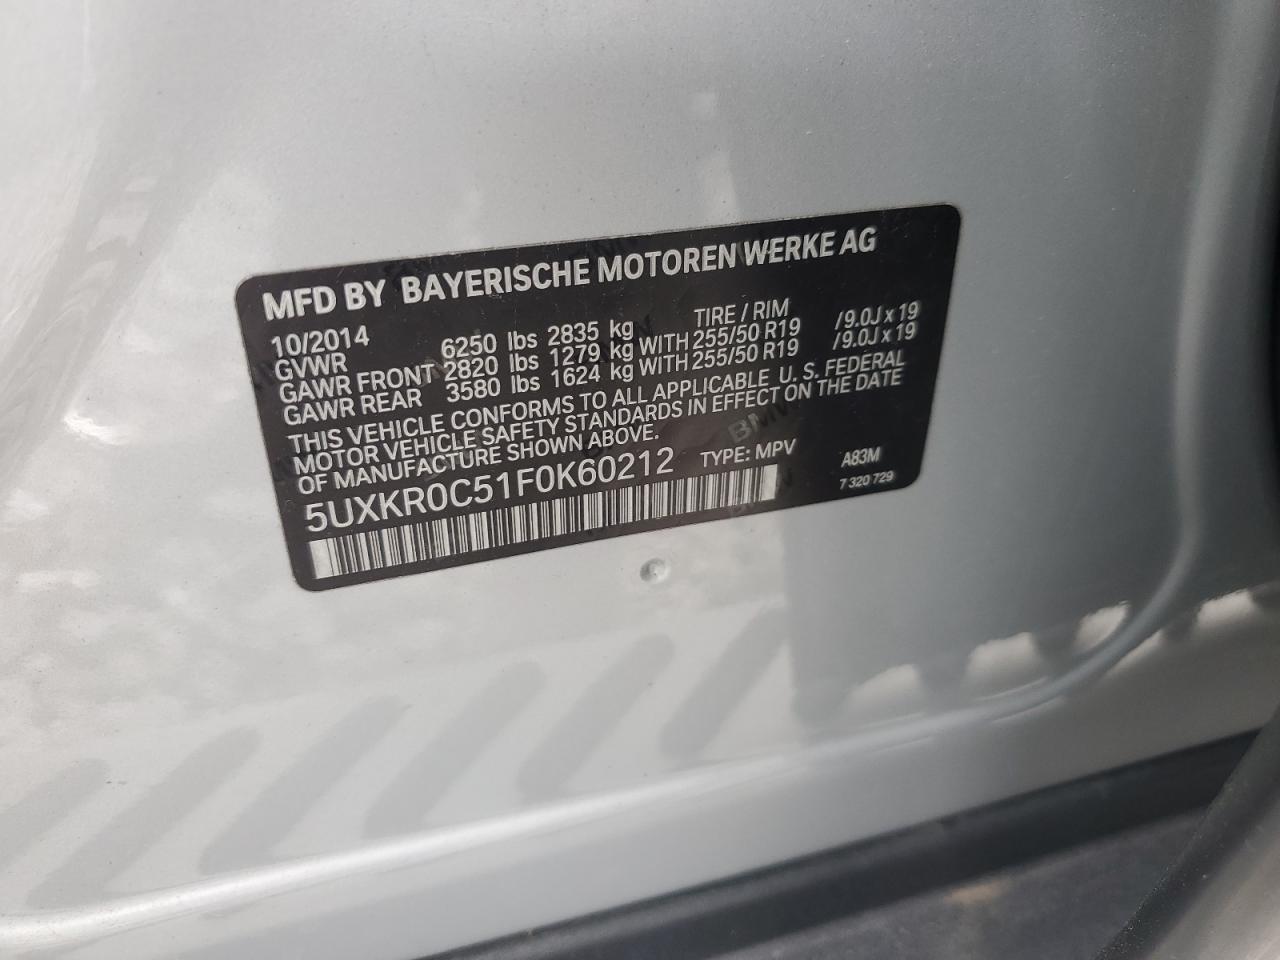 MFD BY BAYERISCHE MOTOREN WERKE AG
10/2014 TIRE / RIM
GVWR 6250 lbs 2835 kg
GAWR FRONT 2820 lbs 1279 kg WITH 255/50 R19 /9.0J x 19
GAWR REAR 3580 lbs 1624 kg WITH 255/50 R19 /9.0J x 19
THIS VEHICLE CONFORMS TO ALL APPLICABLE U. S. FEDERAL
MOTOR VEHICLE SAFETY STANDARDS IN EFFECT ON THE DATE
OF MANUFACTURE SHOWN ABOVE.
5UXKR0C51F0K60212 TYPE: MPV A83M
7 320 729
BMW